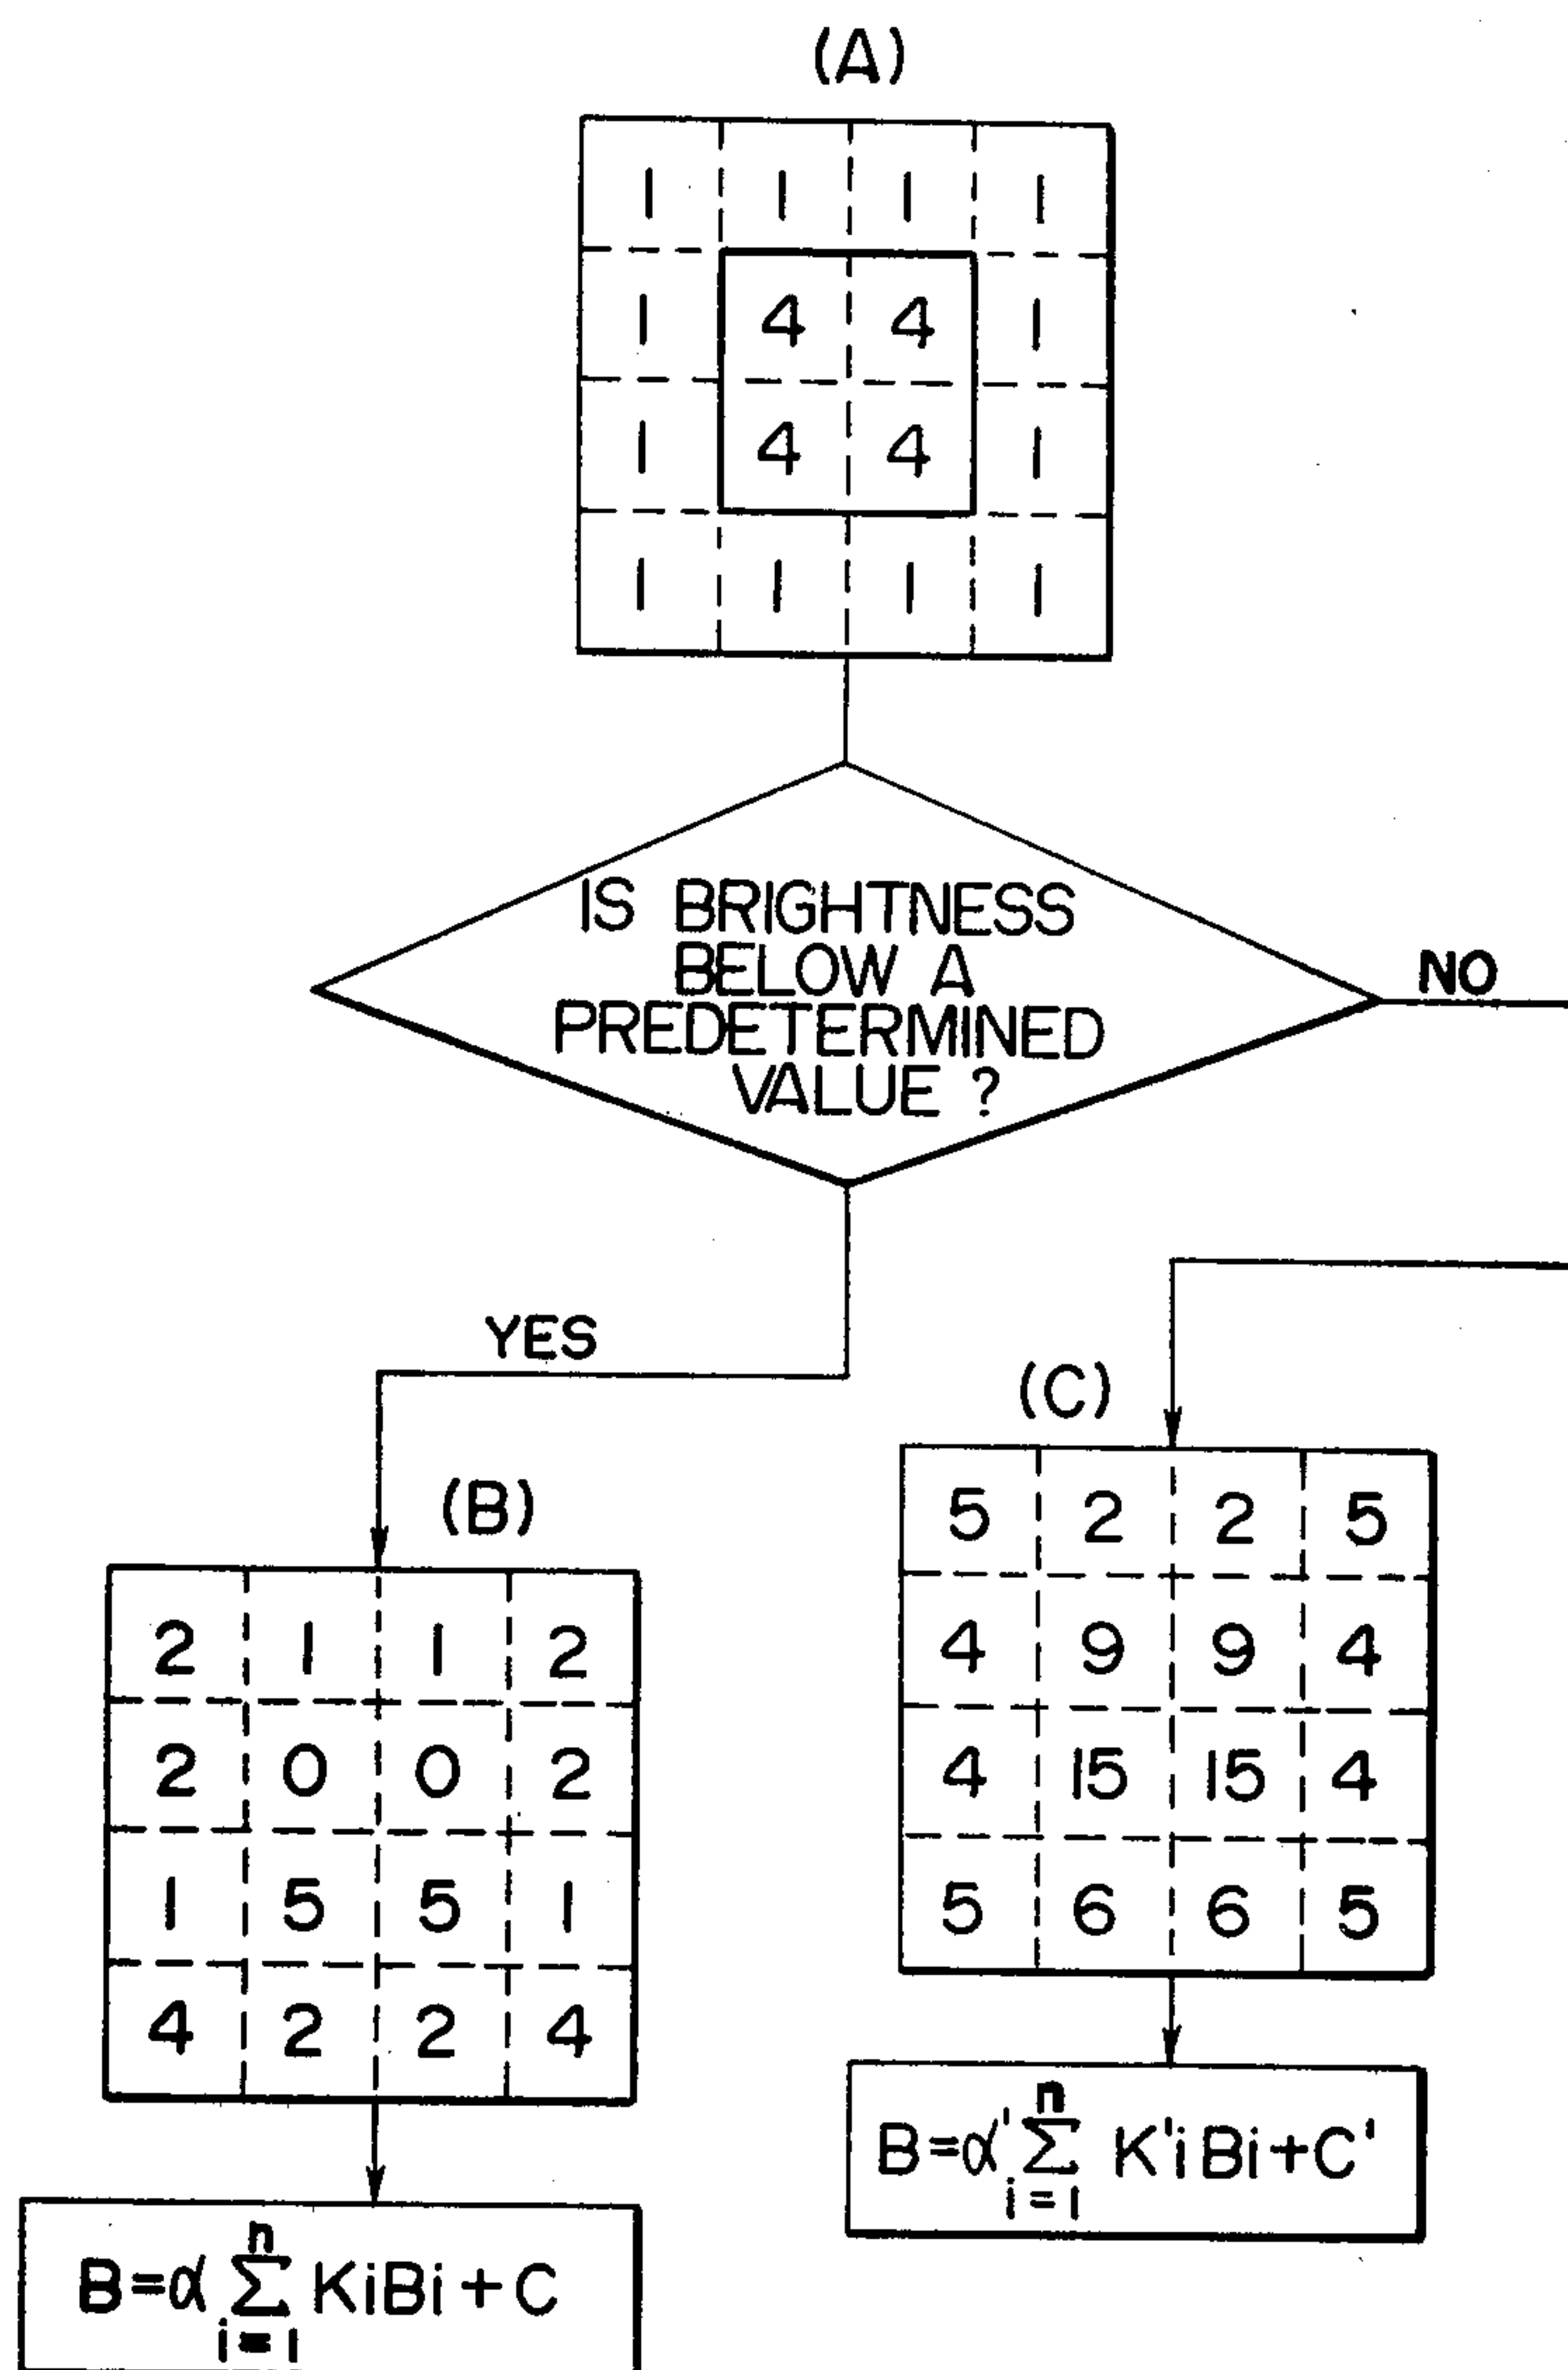 (A)
1 1 1 1
1 4 4 1
1 4 4 1
1 1 1 1
IS BRIGHTNESS
BELOW A
PREDETERMINED
VALUE ?
NO
YES
(B)
2 1 1 2
2 0 0 2
1 5 5 1
4 2 2 4
B=α n∑i=1 KiBi+C
(C)
5 2 2 5
4 9 9 4
4 15 15 4
5 6 6 5
B=α' n∑i=1 K'iBi+C'